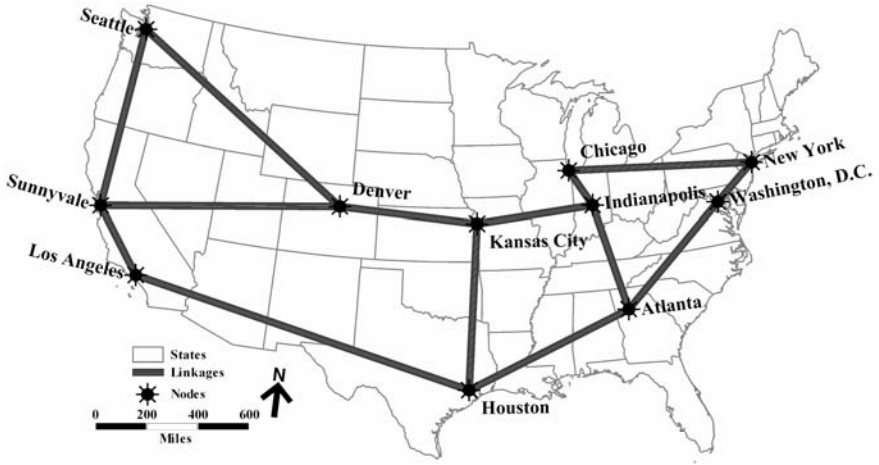 Seattle
Chicago
New York
Sunnyvale
Denver
Indianapolis
Washington, D.C.
Kansas City
Los Angeles
Atlanta
States
Linkages
Nodes
N
Houston
0 200 400 600
Miles